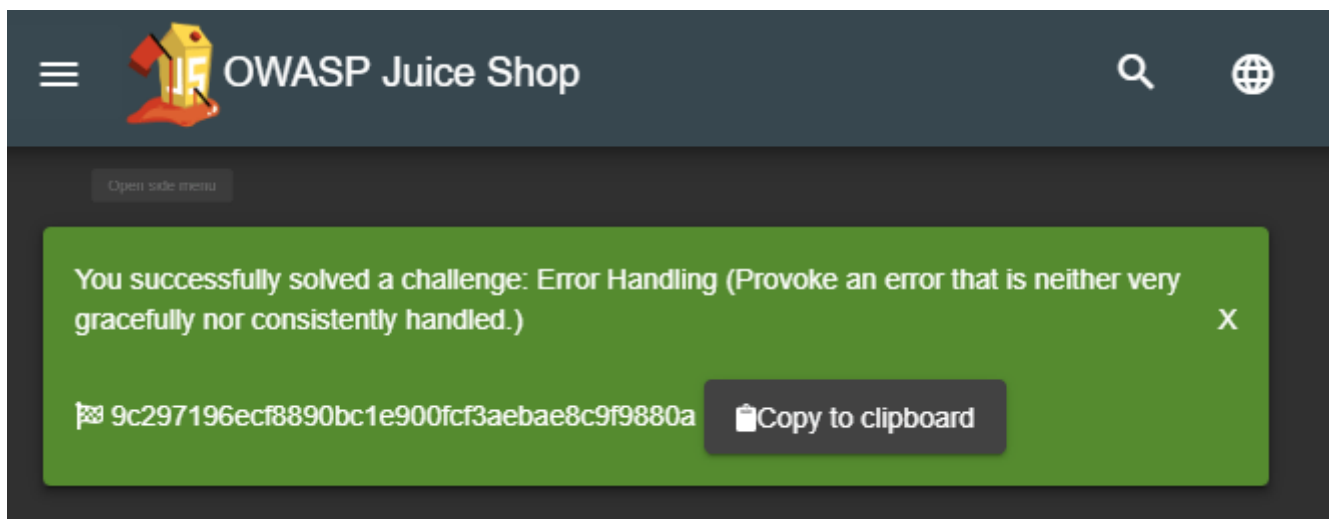 OWASP Juice Shop
Open side menu
You successfully solved a challenge: Error Handling (Provoke an error that is neither very
gracefully nor consistently handled.)
X
9c297196ecf8890bc1e900fcf3aebae8c9f9880a
Copy to clipboard